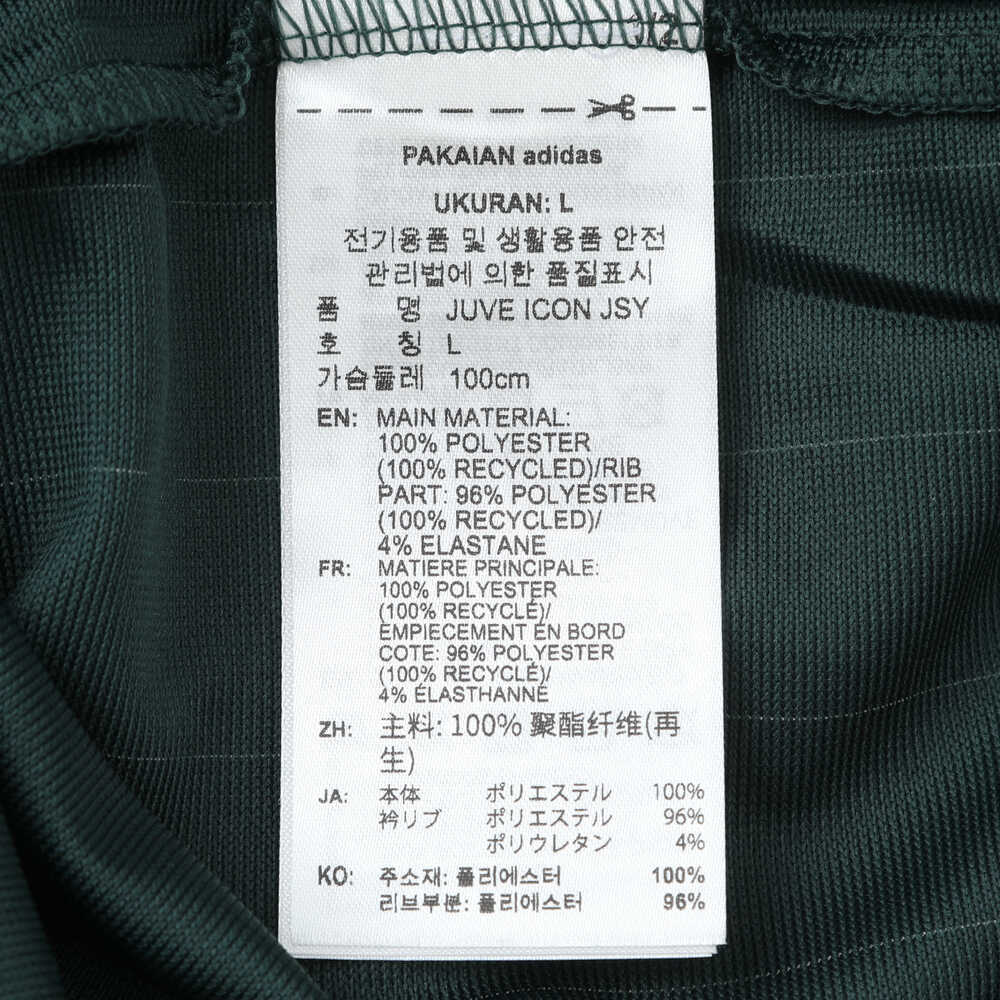 PAKAIAN adidas
UKURAN: L
전기용품 및 생활용품 안전
관리법에 의한 품질표시
품 명 JUVE ICON JSY
호 칭 L
가슴둘레 100cm
EN: MAIN MATERIAL:
100% POLYESTER
(100% RECYCLED)/RIB
PART: 96% POLYESTER
(100% RECYCLED)/
4% ELASTANE
FR: MATIERE PRINCIPALE:
100% POLYESTER
(100% RECYCLÉ)/
EMPIECEMENT EN BORD
COTE: 96% POLYESTER
(100% RECYCLÉ)/
4% ÉLASTHANNE
ZH: 主料: 100% 聚酯纤维(再
生)
JA: 本体 ポリエステル 100%
衿リブ ポリエステル 96%
ポリウレタン 4%
KO: 주소재: 폴리에스터 100%
리브부분: 폴리에스터 96%